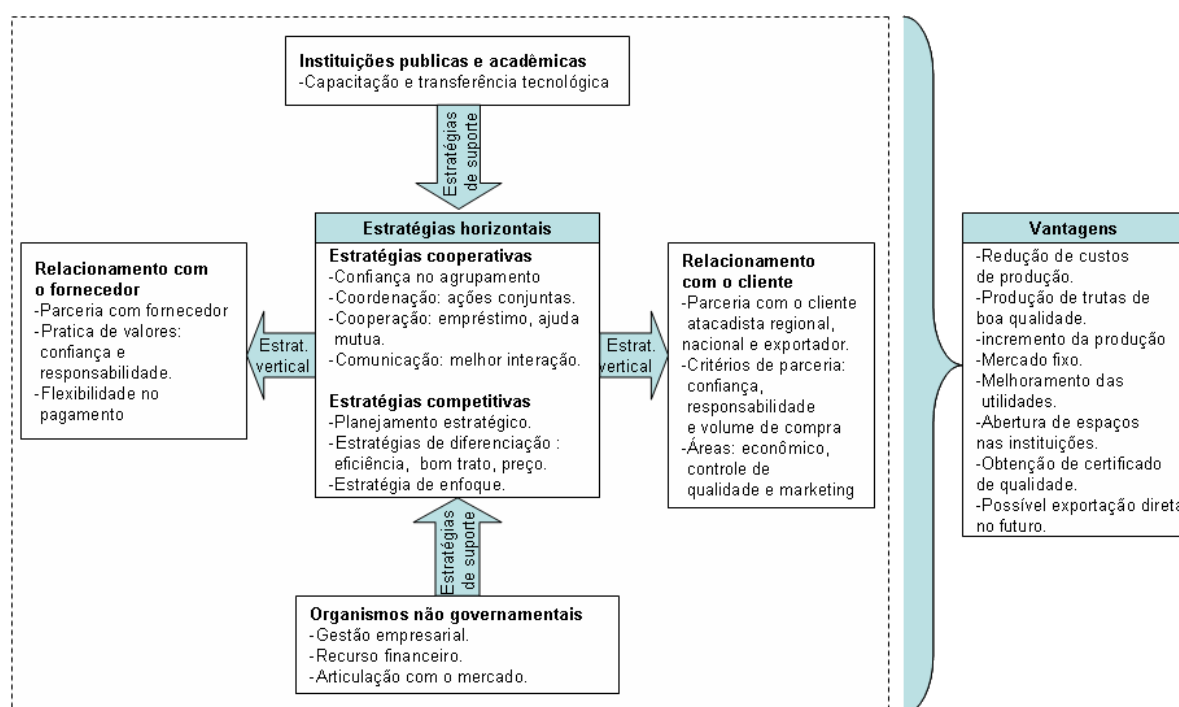 Instituições publicas e acadêmicas
-Capacitação e transferência tecnológica
Estratégias
de suporte
Relacionamento com
o fornecedor
-Parceria com fornecedor
-Pratica de valores:
confiança e
responsabilidade.
-Flexibilidade no
pagamento
Estrat.
vertical
Estratégias horizontais
Estratégias cooperativas
-Confiança no agrupamento
-Coordenação: ações conjuntas.
-Cooperação: empréstimo, ajuda
mutua.
-Comunicação: melhor interação.
Estratégias competitivas
-Planejamento estratégico.
-Estratégias de diferenciação :
eficiência, bom trato, preço.
-Estratégia de enfoque.
Estrat.
vertical
Relacionamento
com o cliente
-Parceria com o cliente
atacadista regional,
nacional e exportador.
-Critérios de parceria:
confiança,
responsabilidade
e volume de compra
-Áreas: econômico,
controle de
qualidade e marketing
Estratégias
de suporte
Organismos não governamentais
-Gestão empresarial.
-Recurso financeiro.
-Articulação com o mercado.
Vantagens
-Redução de custos
de produção.
-Produção de trutas de
boa qualidade.
-incremento da produção
-Mercado fixo.
-Melhoramento das
utilidades.
-Abertura de espaços
nas instituições.
-Obtenção de certificado
de qualidade.
-Possível exportação direta
no futuro.